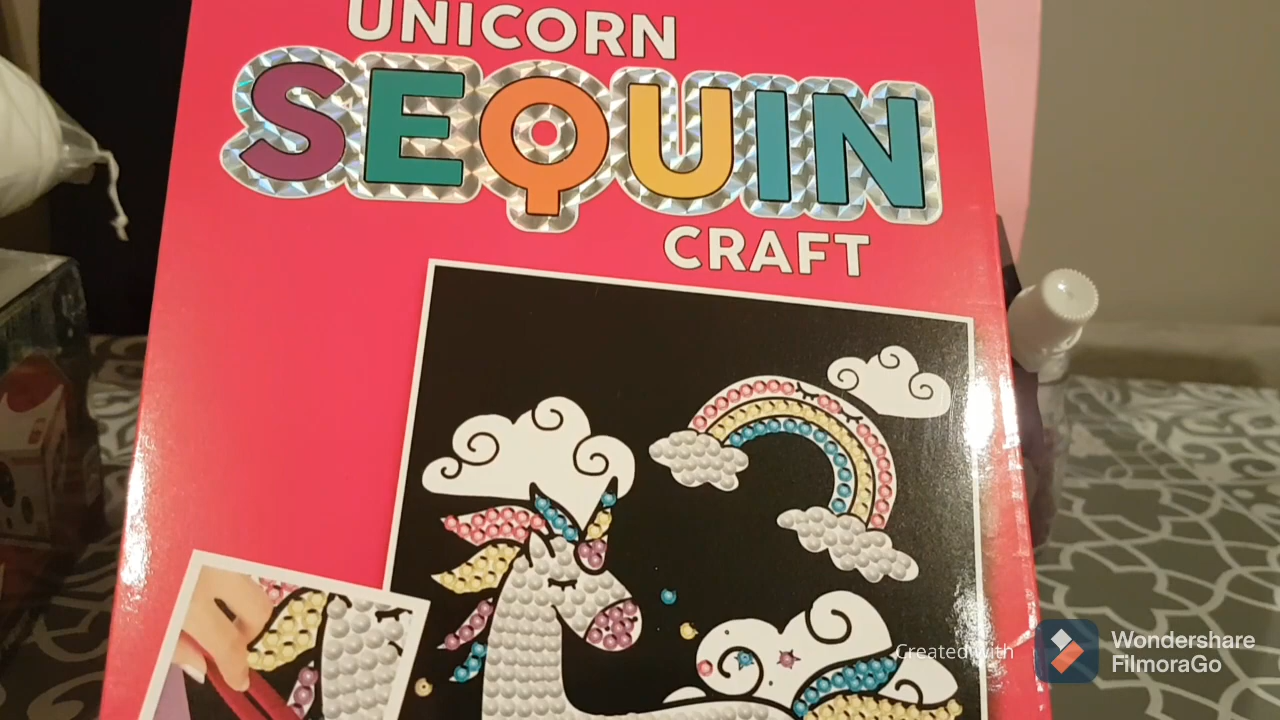 UNICORN
SEQUIN
CRAFT
Created with
Wondershare
FilmoraGo